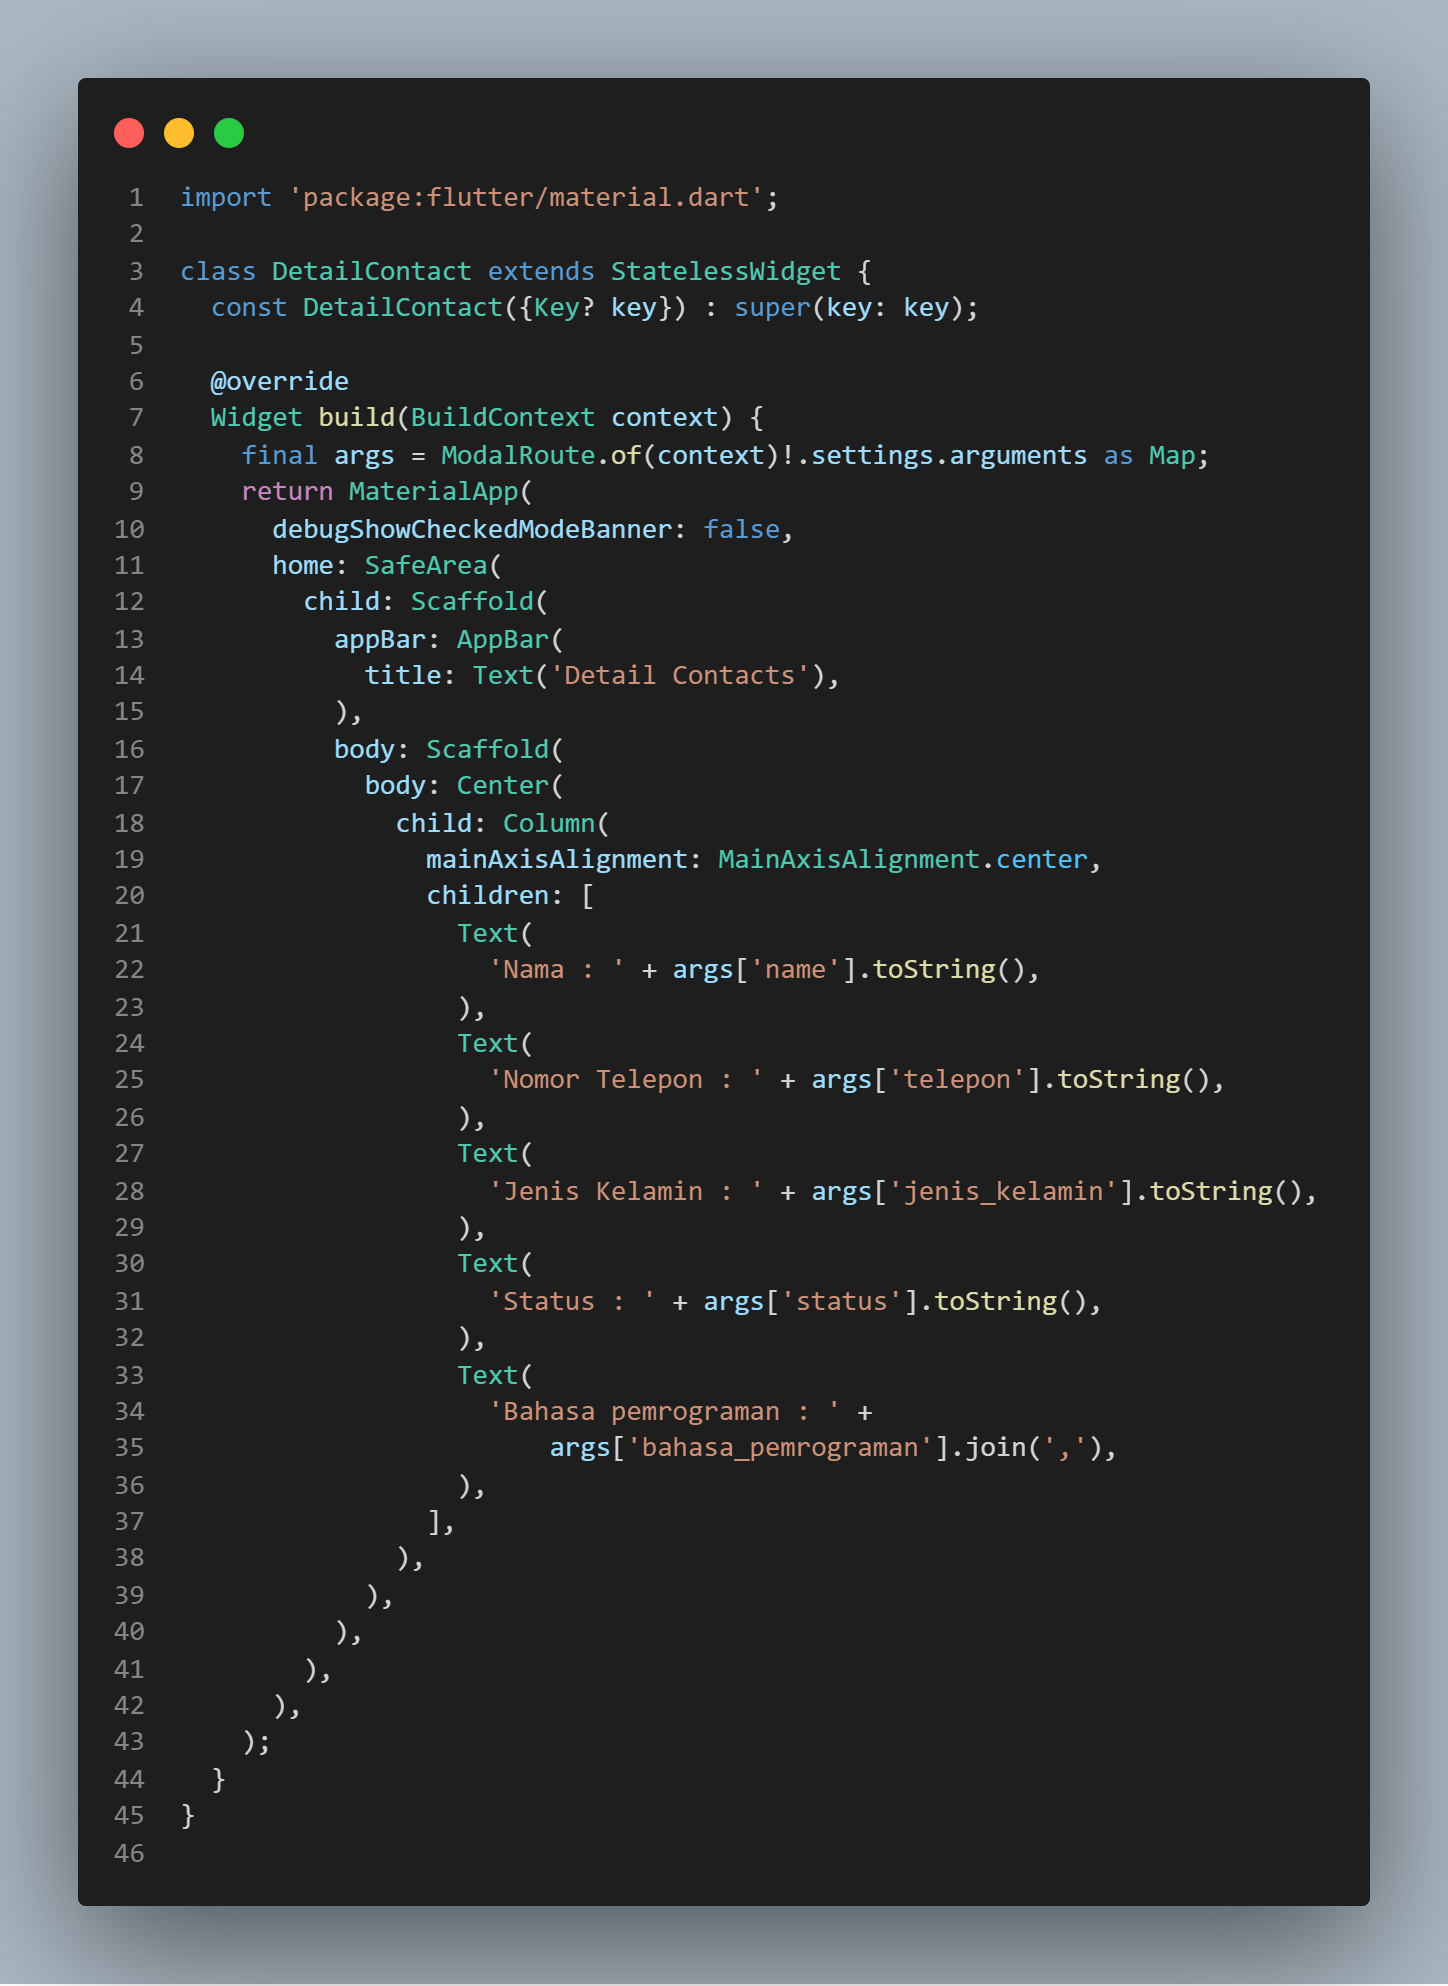 1 import 'package:flutter/material.dart';
2
3 class DetailContact extends StatelessWidget {
4   const DetailContact({Key? key}) : super(key: key);
5
6   @override
7   Widget build(BuildContext context) {
8     final args = ModalRoute.of(context)!.settings.arguments as Map;
9     return MaterialApp(
10       debugShowCheckedModeBanner: false,
11       home: SafeArea(
12         child: Scaffold(
13           appBar: AppBar(
14             title: Text('Detail Contacts'),
15           ),
16           body: Scaffold(
17             body: Center(
18               child: Column(
19                 mainAxisAlignment: MainAxisAlignment.center,
20                 children: [
21                   Text(
22                     'Nama : ' + args['name'].toString(),
23                   ),
24                   Text(
25                     'Nomor Telepon : ' + args['telepon'].toString(),
26                   ),
27                   Text(
28                     'Jenis Kelamin : ' + args['jenis_kelamin'].toString(),
29                   ),
30                   Text(
31                     'Status : ' + args['status'].toString(),
32                   ),
33                   Text(
34                     'Bahasa pemrograman : ' +
35                         args['bahasa_pemrograman'].join(','),
36                   ),
37                 ],
38               ),
39             ),
40           ),
41         ),
42       ),
43     );
44   }
45 }
46